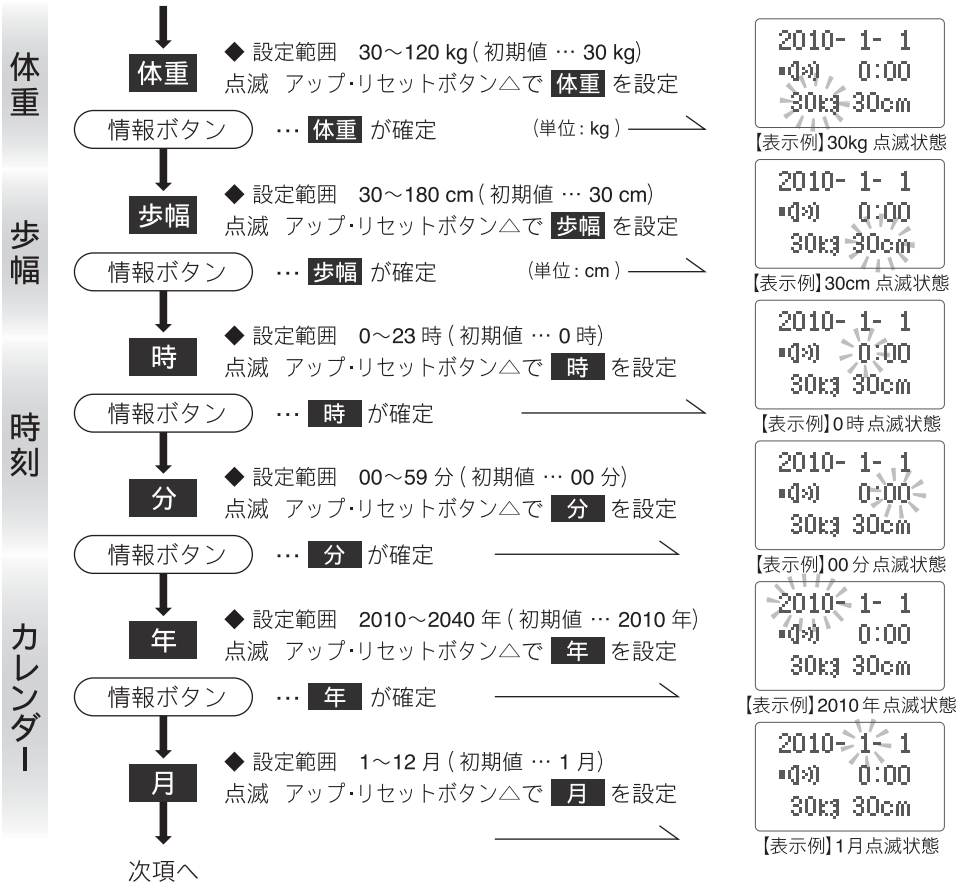 体重
◆ 設定範囲 30～120 kg ( 初期値 … 30 kg)
体重
点滅 アップ・リセットボタン△で 体重 を設定
情報ボタン … 体重 が確定 (単位 : kg )
2010- 1- 1
0:00
30kg 30cm
【表示例】30kg 点滅状態
歩幅
◆ 設定範囲 30～180 cm ( 初期値 … 30 cm)
歩幅
点滅 アップ・リセットボタン△で 歩幅 を設定
情報ボタン … 歩幅 が確定 (単位 : cm )
2010- 1- 1
0:00
30kg 30cm
【表示例】30cm 点滅状態
時刻
◆ 設定範囲 0～23 時 ( 初期値 … 0 時)
時
点滅 アップ・リセットボタン△で 時 を設定
情報ボタン … 時 が確定
2010- 1- 1
0:00
30kg 30cm
【表示例】0 時 点滅状態
◆ 設定範囲 00～59 分 ( 初期値 … 00 分)
分
点滅 アップ・リセットボタン△で 分 を設定
情報ボタン … 分 が確定
2010- 1- 1
0:00
30kg 30cm
【表示例】00 分 点滅状態
カレンダー
◆ 設定範囲 2010～2040 年 ( 初期値 … 2010 年)
年
点滅 アップ・リセットボタン△で 年 を設定
情報ボタン … 年 が確定
2010- 1- 1
0:00
30kg 30cm
【表示例】2010 年 点滅状態
◆ 設定範囲 1～12 月 ( 初期値 … 1 月)
月
点滅 アップ・リセットボタン△で 月 を設定
2010- 1- 1
0:00
30kg 30cm
【表示例】1 月 点滅状態
次項へ